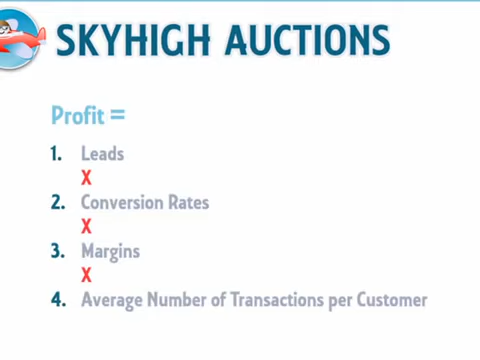 SKYHIGH AUCTIONS
Profit =
1. Leads
X
2. Conversion Rates
X
3. Margins
X
4. Average Number of Transactions per Customer